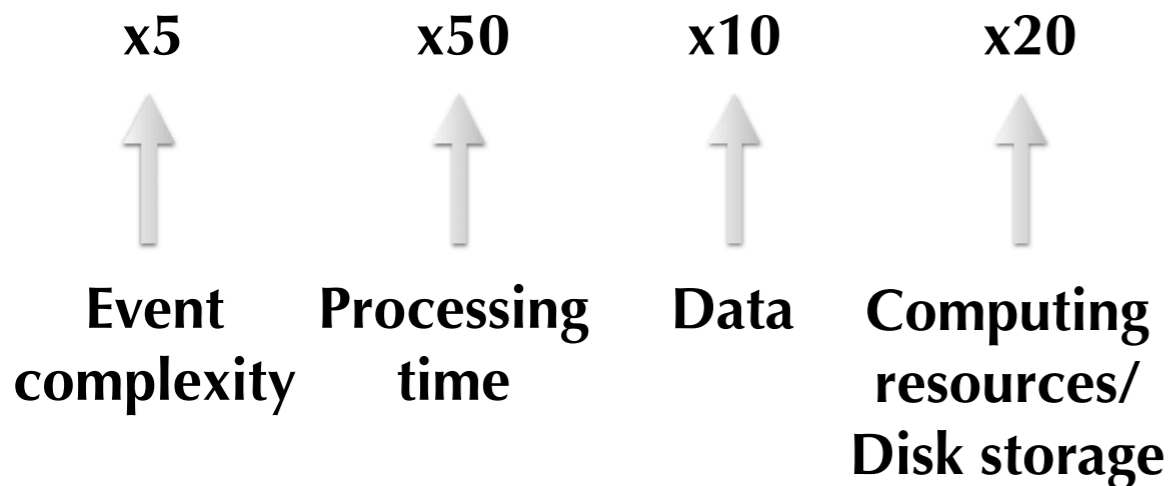 x5 x50 x10 x20
Event Processing Data Computing
complexity time resources/
Disk storage